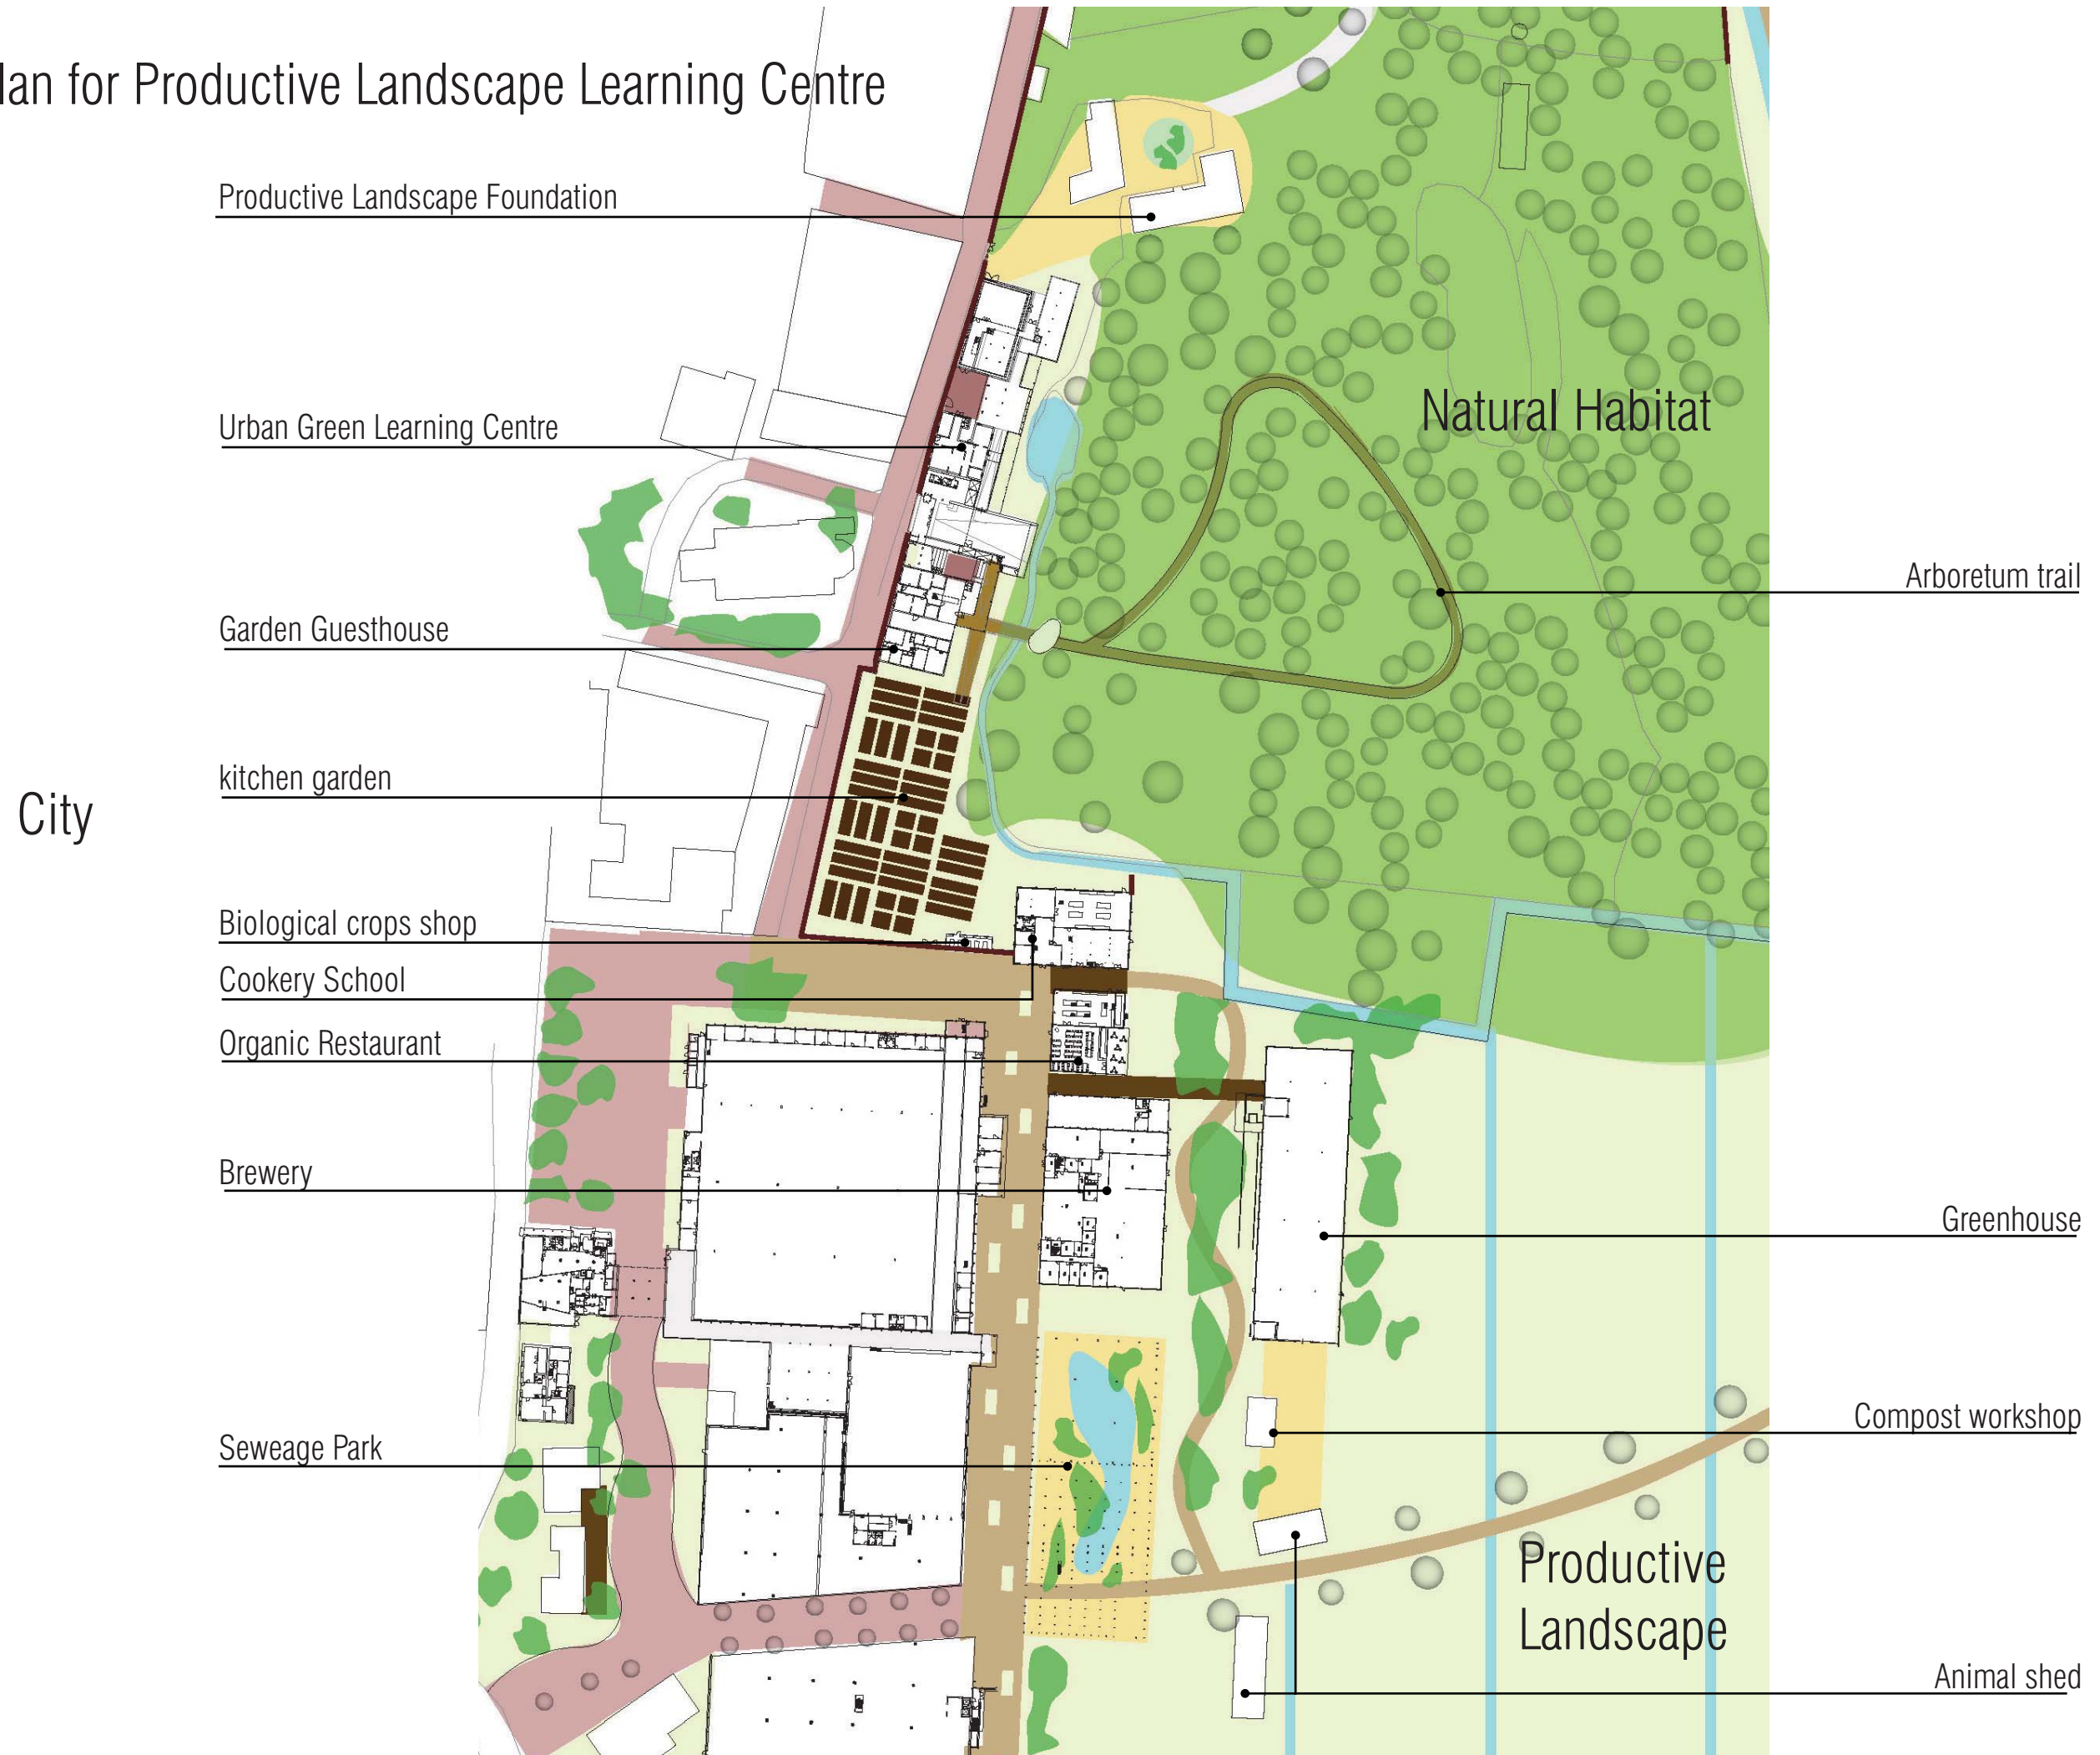 lan for Productive Landscape Learning Centre
Productive Landscape Foundation
Urban Green Learning Centre
Natural Habitat
Arboretum trail
Garden Guesthouse
kitchen garden
City
Biological crops shop
Cookery School
Organic Restaurant
Brewery
Greenhouse
Compost workshop
Seweage Park
Productive
Landscape
Animal shed